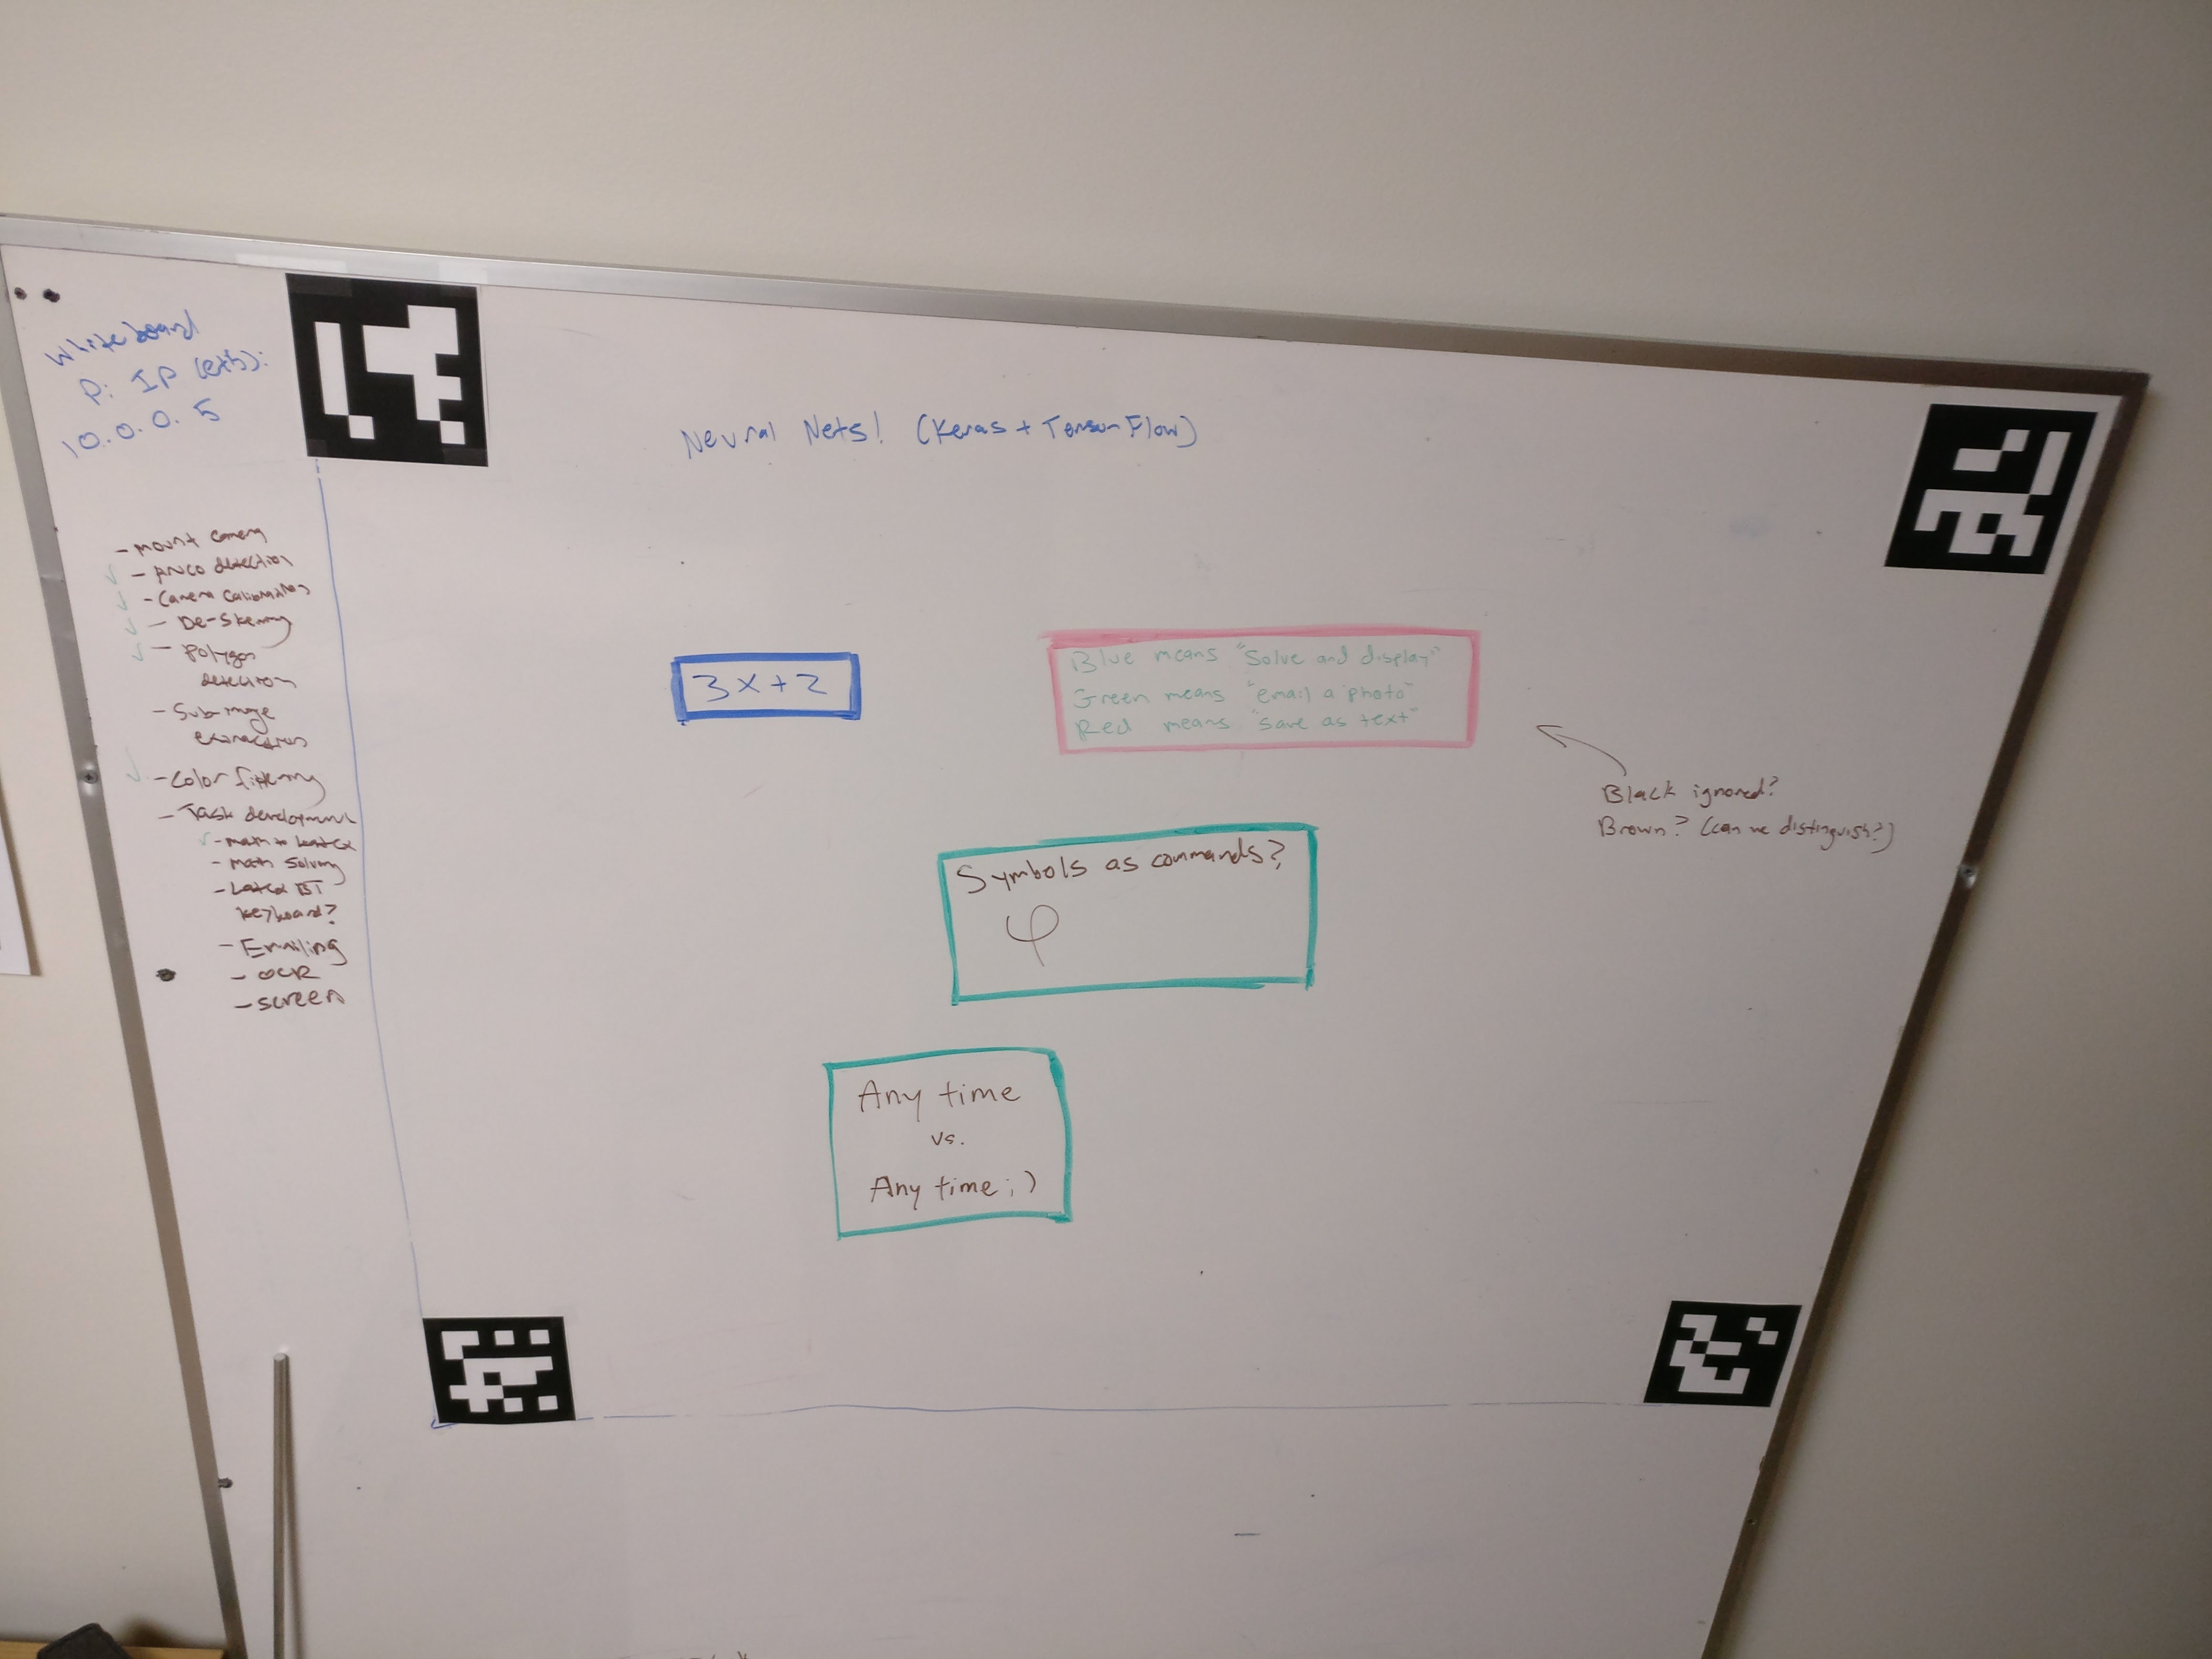 Whiteboard
Pi IP (eth):
10.0.0.5
Neural Nets! (Keras + TensorFlow)
- Mount camera
✓ - Aruco detection
✓ - Camera Calibration
✓ - De-Skewing
✓ - Polygon
detection
- Sub-image
extraction
✓ - Color filtering
- Task development
✓ - math to LaTeX
- math solving
- LaTeX BT
keyboard?
- Emailing
- OCR
- screen
3x+2
Blue means "Solve and display"
Green means "email a photo"
Red means "save as text"
Black ignored?
Brown? (can we distinguish?)
Symbols as commands?
φ
Any time
vs.
Any time ;)